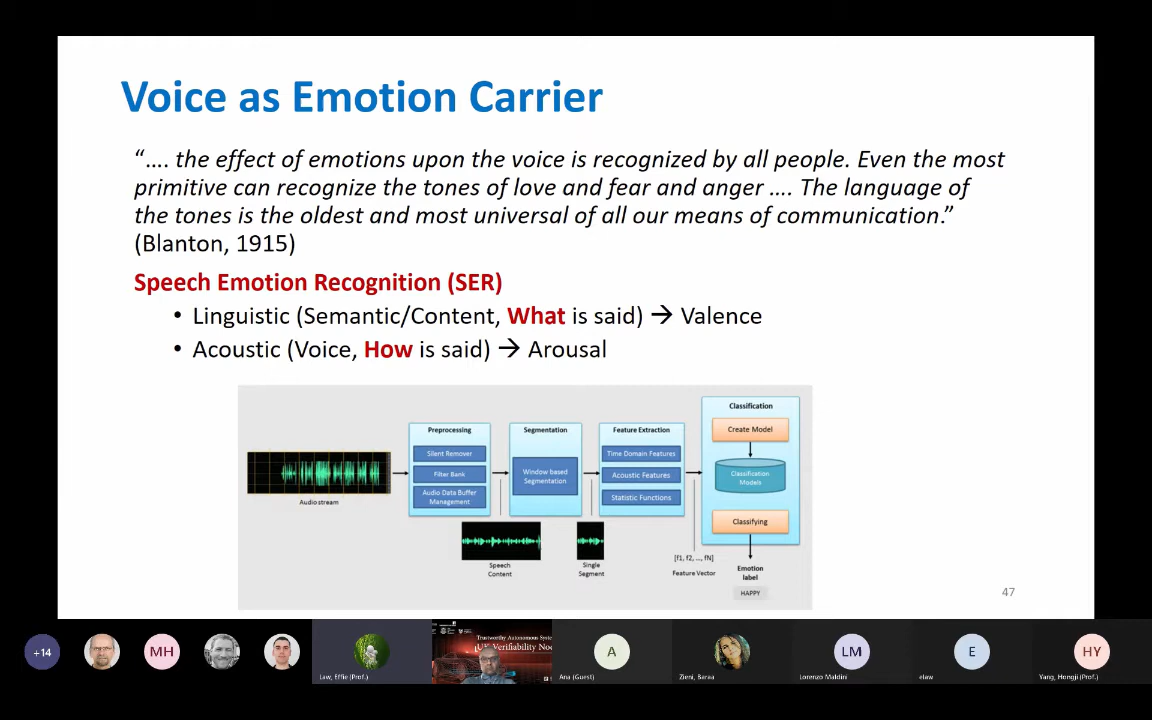 Voice as Emotion Carrier
“…. the effect of emotions upon the voice is recognized by all people. Even the most
primitive can recognize the tones of love and fear and anger …. The language of
the tones is the oldest and most universal of all our means of communication.”
(Blanton, 1915)
Speech Emotion Recognition (SER)
• Linguistic (Semantic/Content, What is said) → Valence
• Acoustic (Voice, How is said) → Arousal
Audio stream
Preprocessing
Silent Remover
Filter Bank
Audio Data Buffer
Management
Speech
Content
Segmentation
Window based
Segmentation
Single
Segment
Feature Extraction
Time Domain Features
Acoustic Features
Statistic Functions
[f1, f2, ..., fN]
Feature Vector
Classification
Create Model
Classification
Models
Classifying
Emotion
label
HAPPY
47
+14
MH
Law, Effie (Prof.)
Trustworthy Autonomous Syste
UK Verifiability No
A
Ana (Guest)
Zieni, Baraa
LM
Lorenzo Maldini
E
elaw
HY
Yang, Hongji (Prof.)